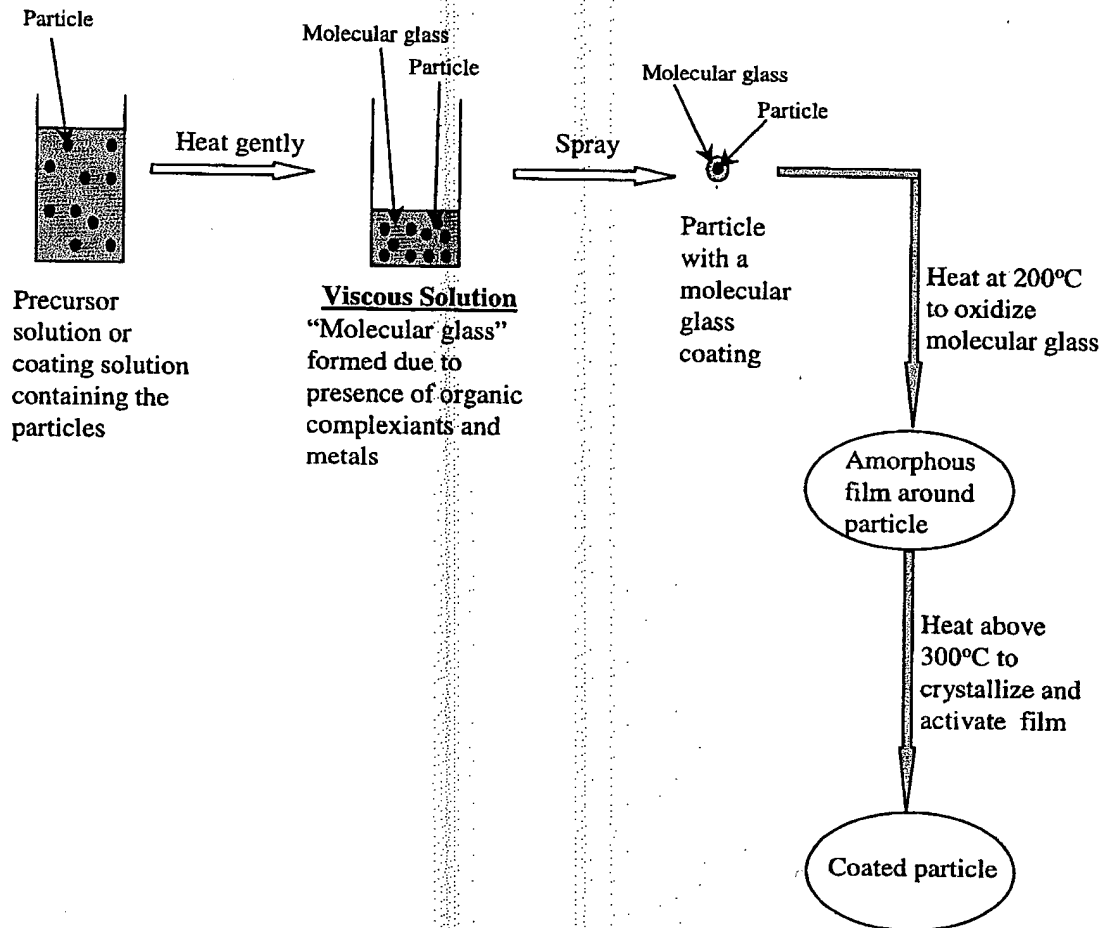 Particle
Heat gently
Precursor
solution or
coating solution
containing the
particles
Molecular glass
Particle
Viscous Solution
“Molecular glass”
formed due to
presence of organic
complexiants and
metals
Spray
Molecular glass
Particle
Particle
with a
molecular
glass
coating
Heat at 200°C
to oxidize
molecular glass
Amorphous
film around
particle
Heat above
300°C to
crystallize and
activate film
Coated particle